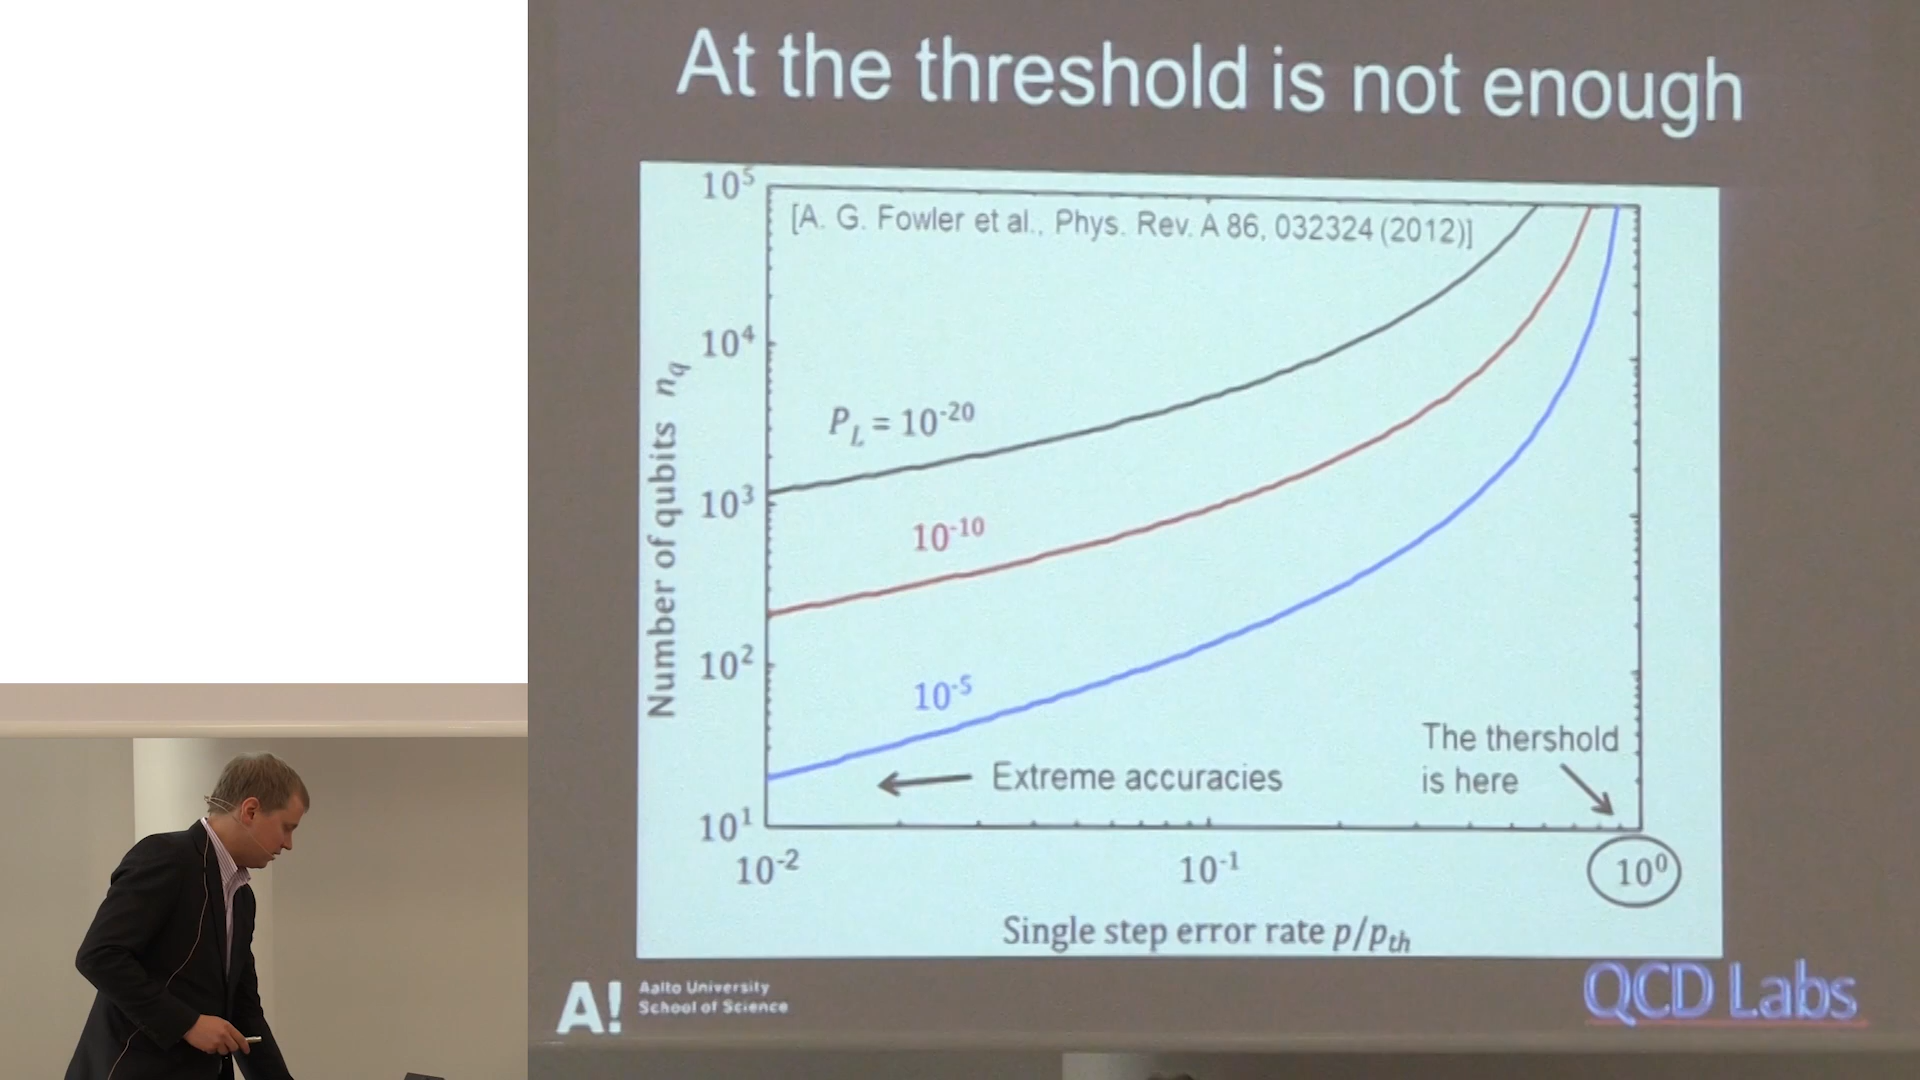 At the threshold is not enough
[A. G. Fowler et al., Phys. Rev. A 86, 032324 (2012)]
10⁵
10⁴
10³
10²
10¹
Number of qubits n_q
P_L = 10⁻²⁰
10⁻¹⁰
10⁻⁵
Extreme accuracies
The thershold
is here
10⁻²
10⁻¹
10⁰
Single step error rate p/p_th
A!
Aalto University
School of Science
QCD Labs